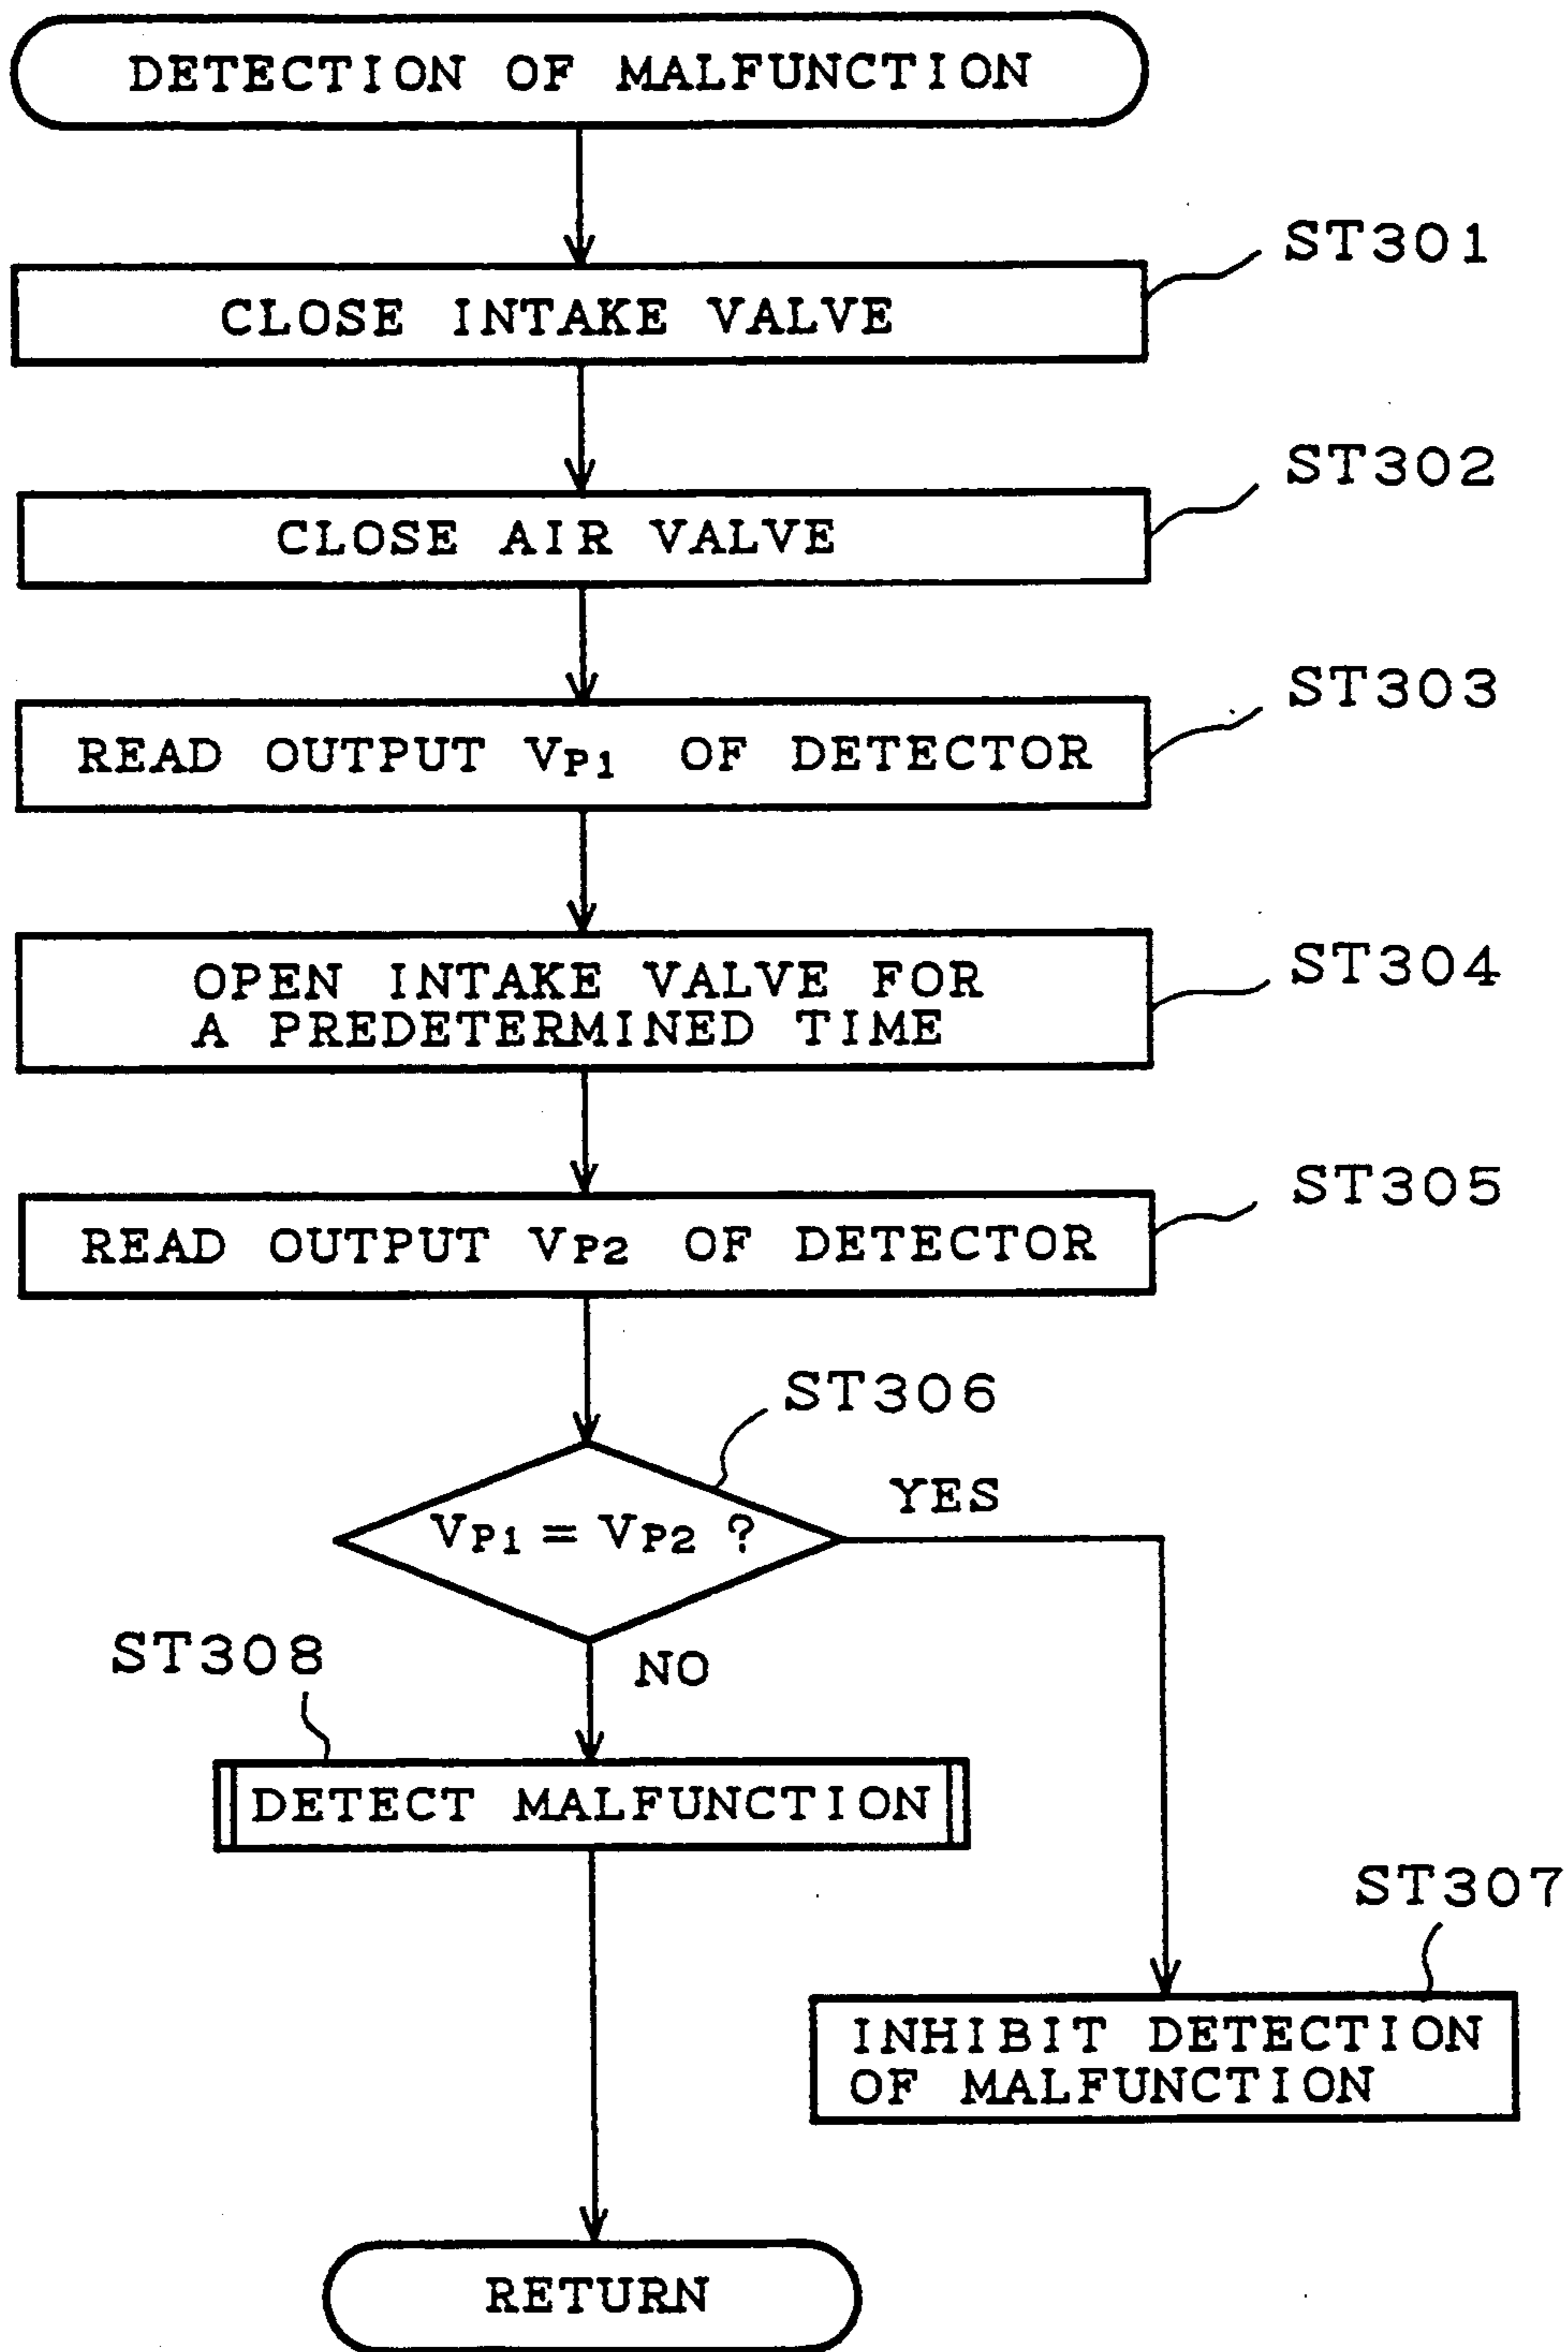 DETECTION OF MALFUNCTION
ST301
CLOSE INTAKE VALVE
ST302
CLOSE AIR VALVE
ST303
READ OUTPUT VP1 OF DETECTOR
ST304
OPEN INTAKE VALVE FOR
A PREDETERMINED TIME
ST305
READ OUTPUT VP2 OF DETECTOR
ST306
YES
VP1 = VP2 ?
ST308
NO
DETECT MALFUNCTION
ST307
INHIBIT DETECTION
OF MALFUNCTION
RETURN